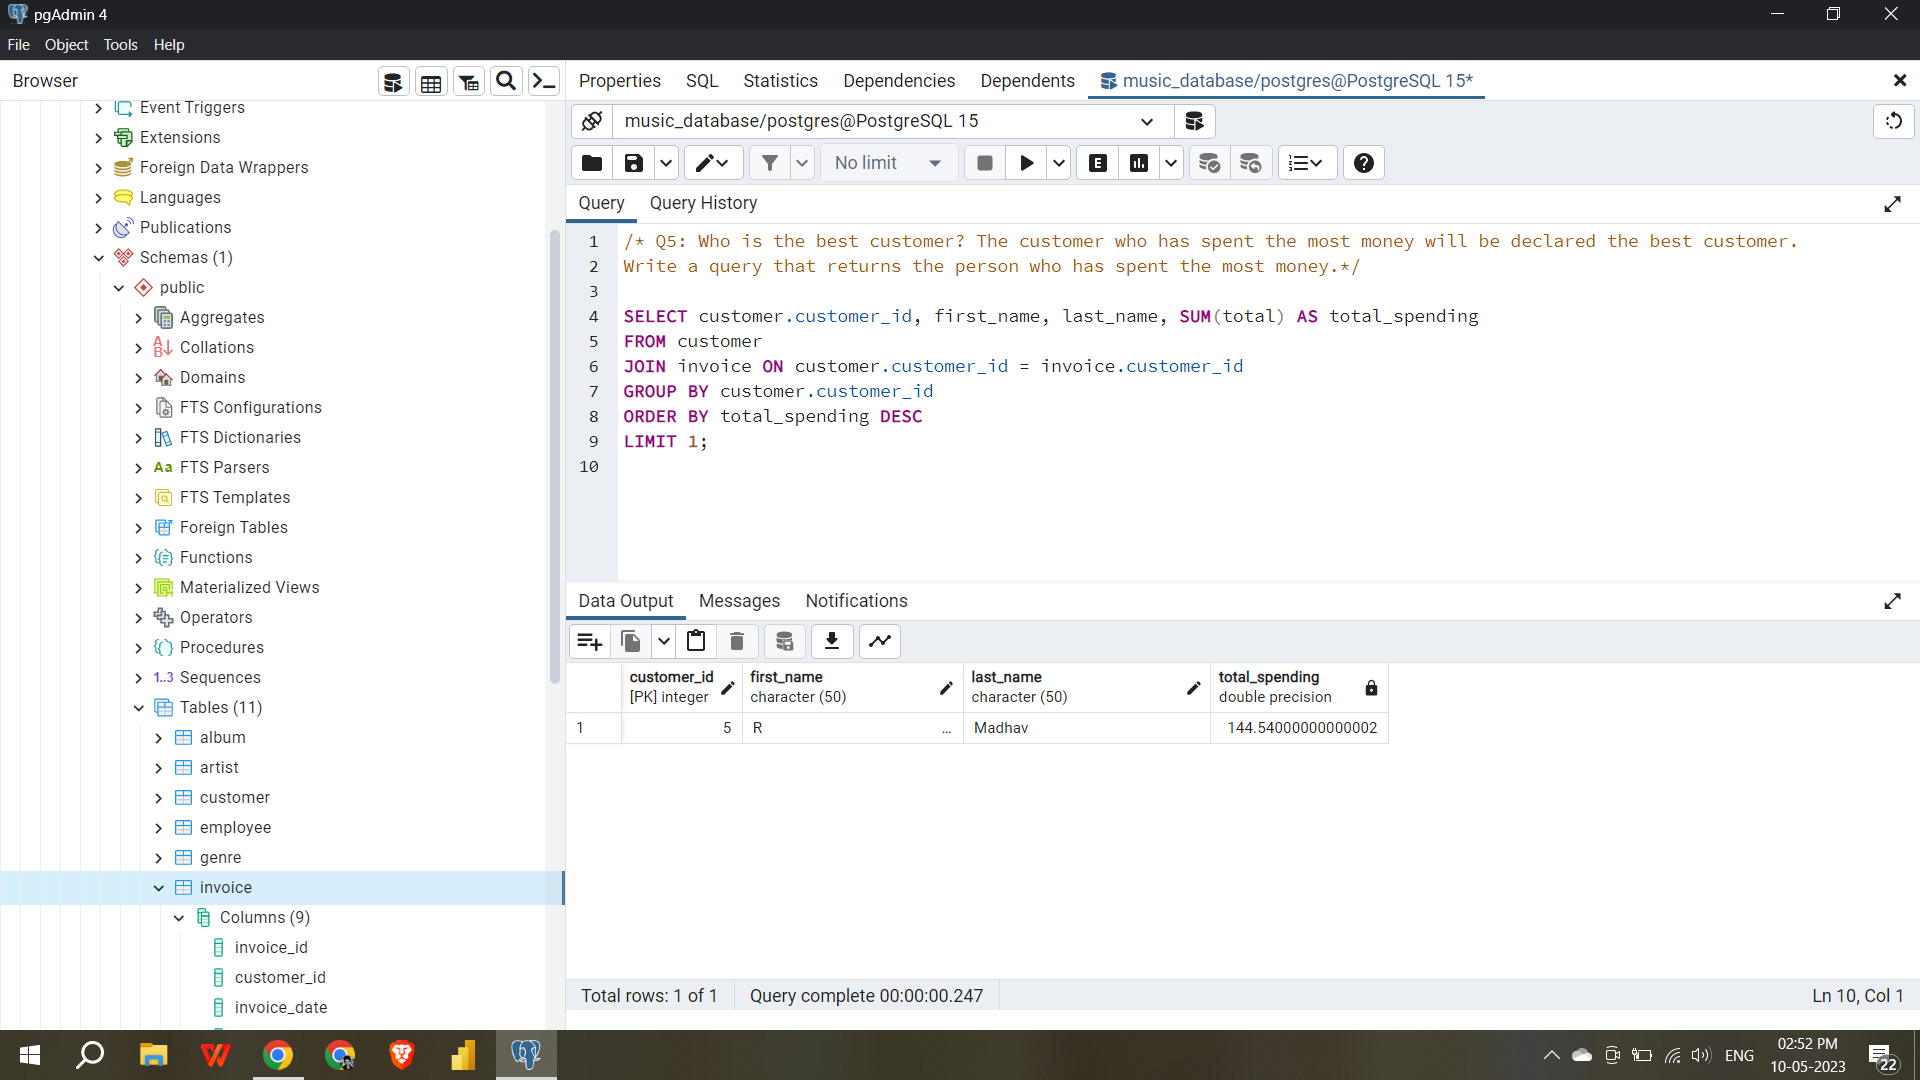 pgAdmin 4
File Object Tools Help
Browser
Properties SQL Statistics Dependencies Dependents music_database/postgres@PostgreSQL 15*
Event Triggers
Extensions
Foreign Data Wrappers
Languages
Publications
Schemas (1)
public
Aggregates
Collations
Domains
FTS Configurations
FTS Dictionaries
Aa FTS Parsers
FTS Templates
Foreign Tables
Functions
Materialized Views
Operators
Procedures
1..3 Sequences
Tables (11)
album
artist
customer
employee
genre
invoice
Columns (9)
invoice_id
customer_id
invoice_date
music_database/postgres@PostgreSQL 15
No limit
E
Query Query History
1 /* Q5: Who is the best customer? The customer who has spent the most money will be declared the best customer.
2 Write a query that returns the person who has spent the most money.*/
3
4 SELECT customer.customer_id, first_name, last_name, SUM(total) AS total_spending
5 FROM customer
6 JOIN invoice ON customer.customer_id = invoice.customer_id
7 GROUP BY customer.customer_id
8 ORDER BY total_spending DESC
9 LIMIT 1;
10
Data Output Messages Notifications
customer_id first_name last_name total_spending
[PK] integer character (50) character (50) double precision
1 5 R ... Madhav 144.54000000000002
Total rows: 1 of 1 Query complete 00:00:00.247 Ln 10, Col 1
ENG
02:52 PM
10-05-2023
22